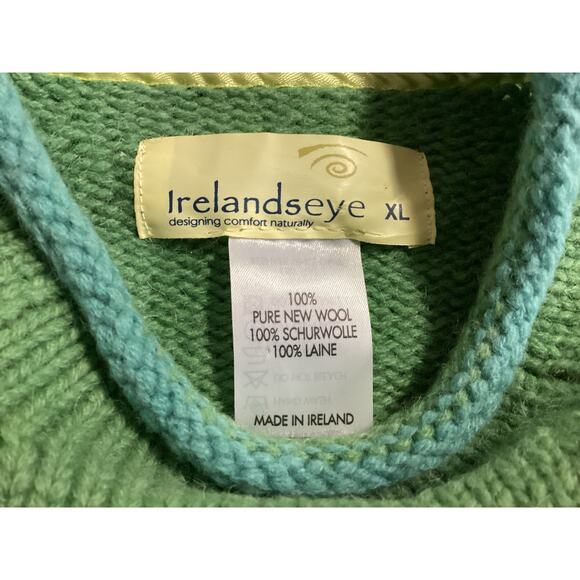 Irelandseye XL
designing comfort naturally
100%
PURE NEW WOOL
100% SCHURWOLLE
100% LAINE
MADE IN IRELAND